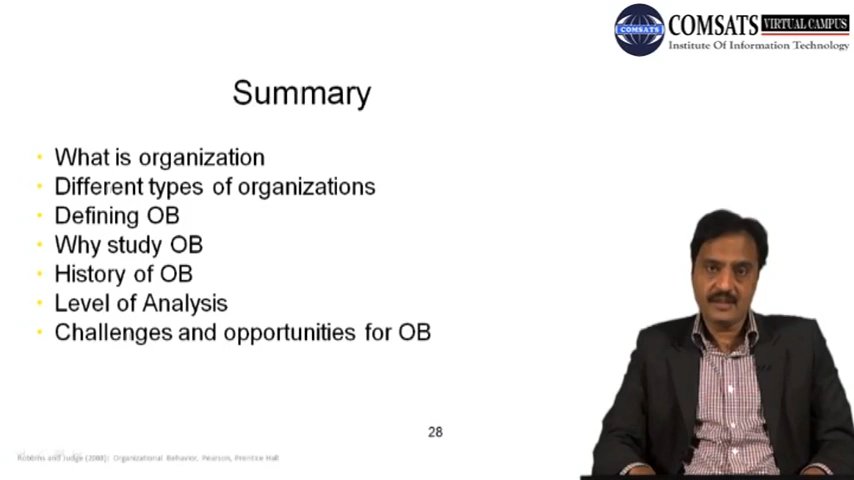 COMSATS
COMSATS VIRTUAL CAMPUS
Institute Of Information Technology
Summary
• What is organization
• Different types of organizations
• Defining OB
• Why study OB
• History of OB
• Level of Analysis
• Challenges and opportunities for OB
28
Robbins and Judge (2008): Organizational Behavior, Pearson, Prentice Hall